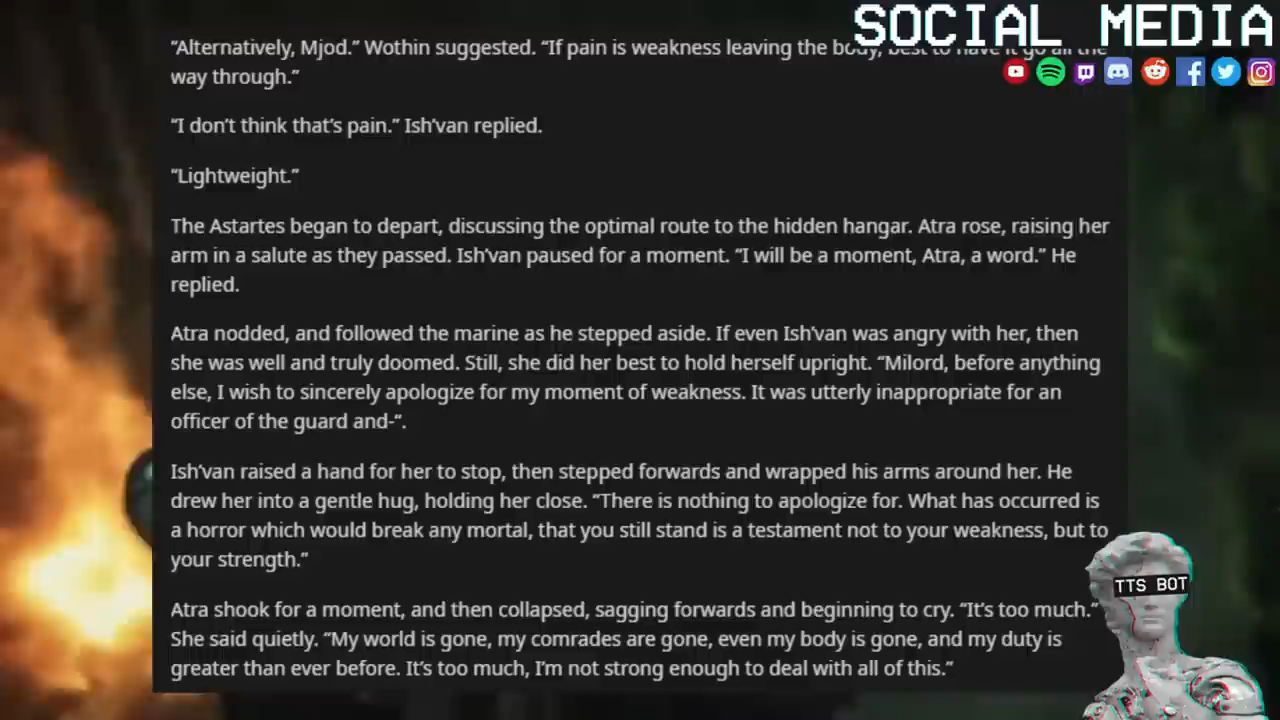 SOCIAL MEDIA
“Alternatively, Mjod.” Wothin suggested. “If pain is weakness leaving the body, best to have it go all the
way through.”
“I don’t think that’s pain.” Ish’van replied.
“Lightweight.”
The Astartes began to depart, discussing the optimal route to the hidden hangar. Atra rose, raising her
arm in a salute as they passed. Ish’van paused for a moment. “I will be a moment, Atra, a word.” He
replied.
Atra nodded, and followed the marine as he stepped aside. If even Ish’van was angry with her, then
she was well and truly doomed. Still, she did her best to hold herself upright. “Milord, before anything
else, I wish to sincerely apologize for my moment of weakness. It was utterly inappropriate for an
officer of the guard and-“.
Ish’van raised a hand for her to stop, then stepped forwards and wrapped his arms around her. He
drew her into a gentle hug, holding her close. “There is nothing to apologize for. What has occurred is
a horror which would break any mortal, that you still stand is a testament not to your weakness, but to
your strength.”
Atra shook for a moment, and then collapsed, sagging forwards and beginning to cry. “It’s too much.”
She said quietly. “My world is gone, my comrades are gone, even my body is gone, and my duty is
greater than ever before. It’s too much, I’m not strong enough to deal with all of this.”
TTS BOT